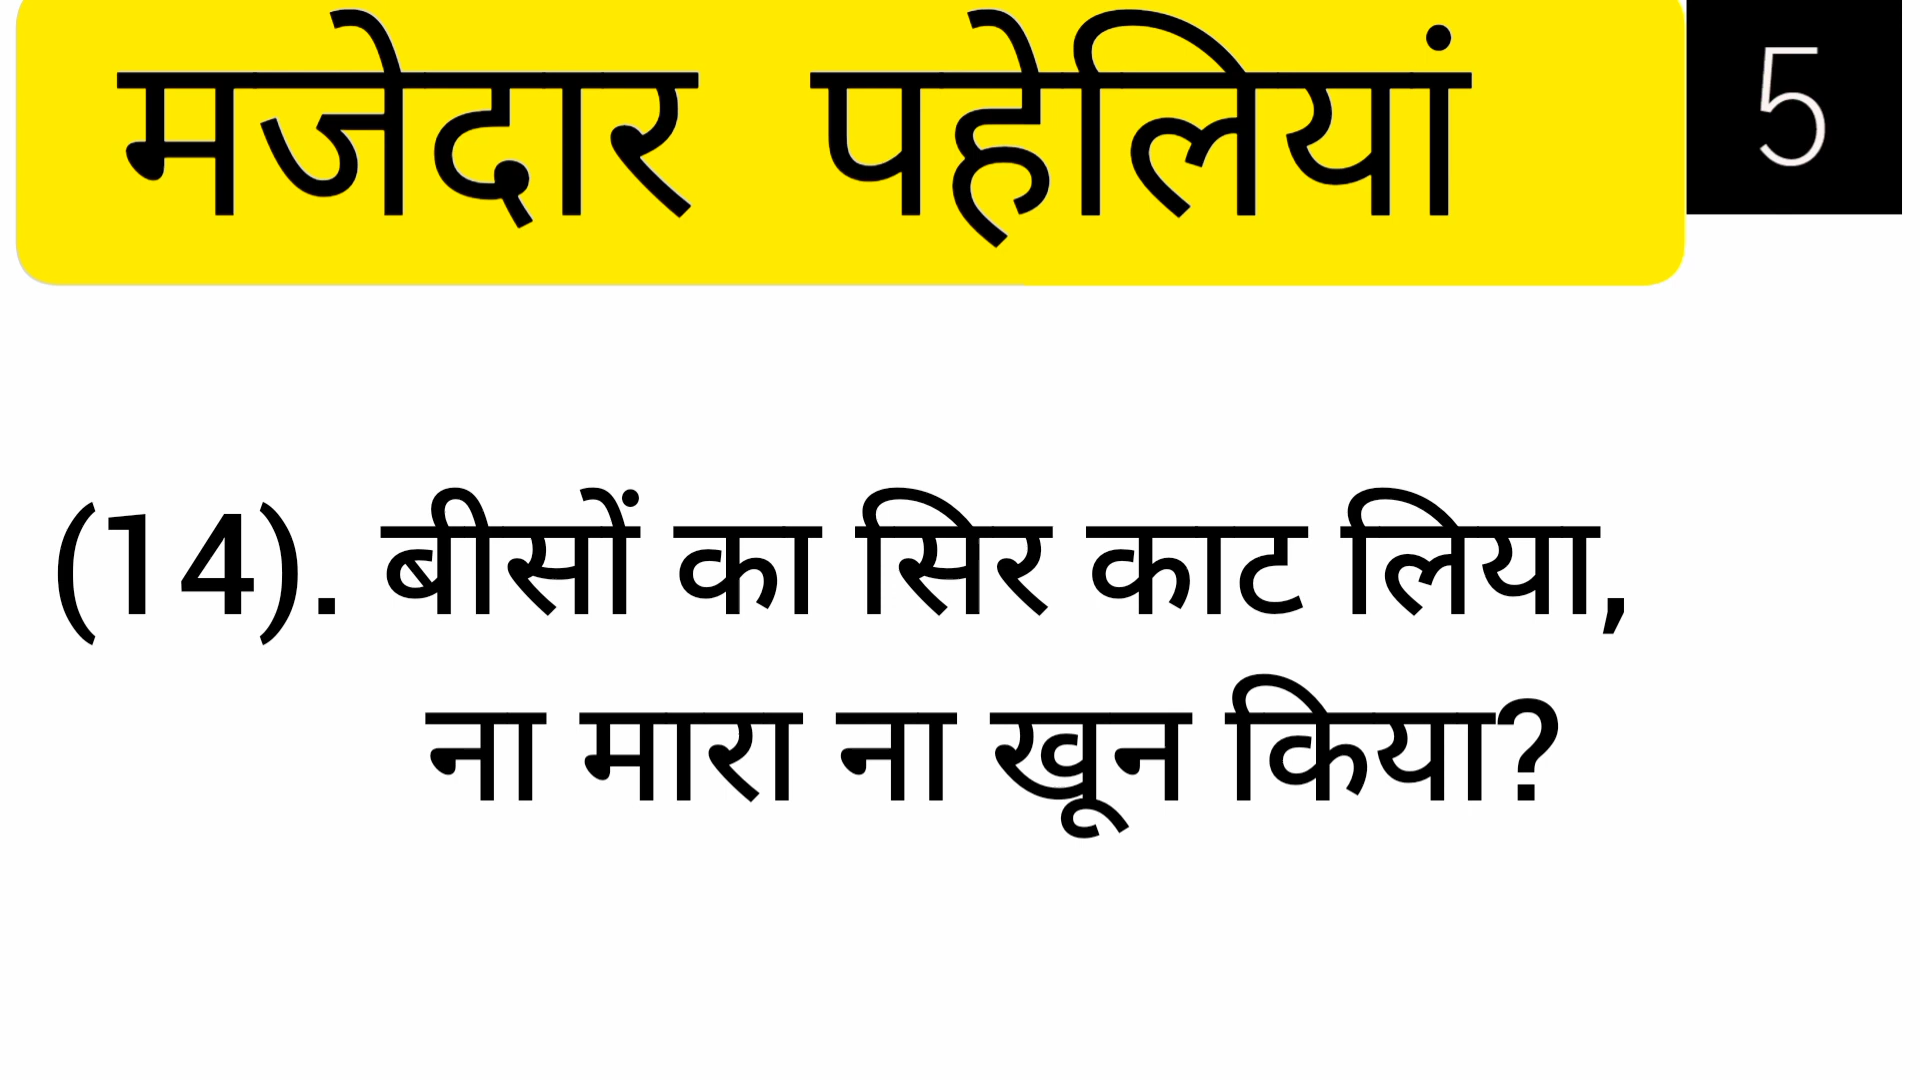 मजेदार पहेलियां
5
(14). बीसों का सिर काट लिया,
ना मारा ना खून किया?